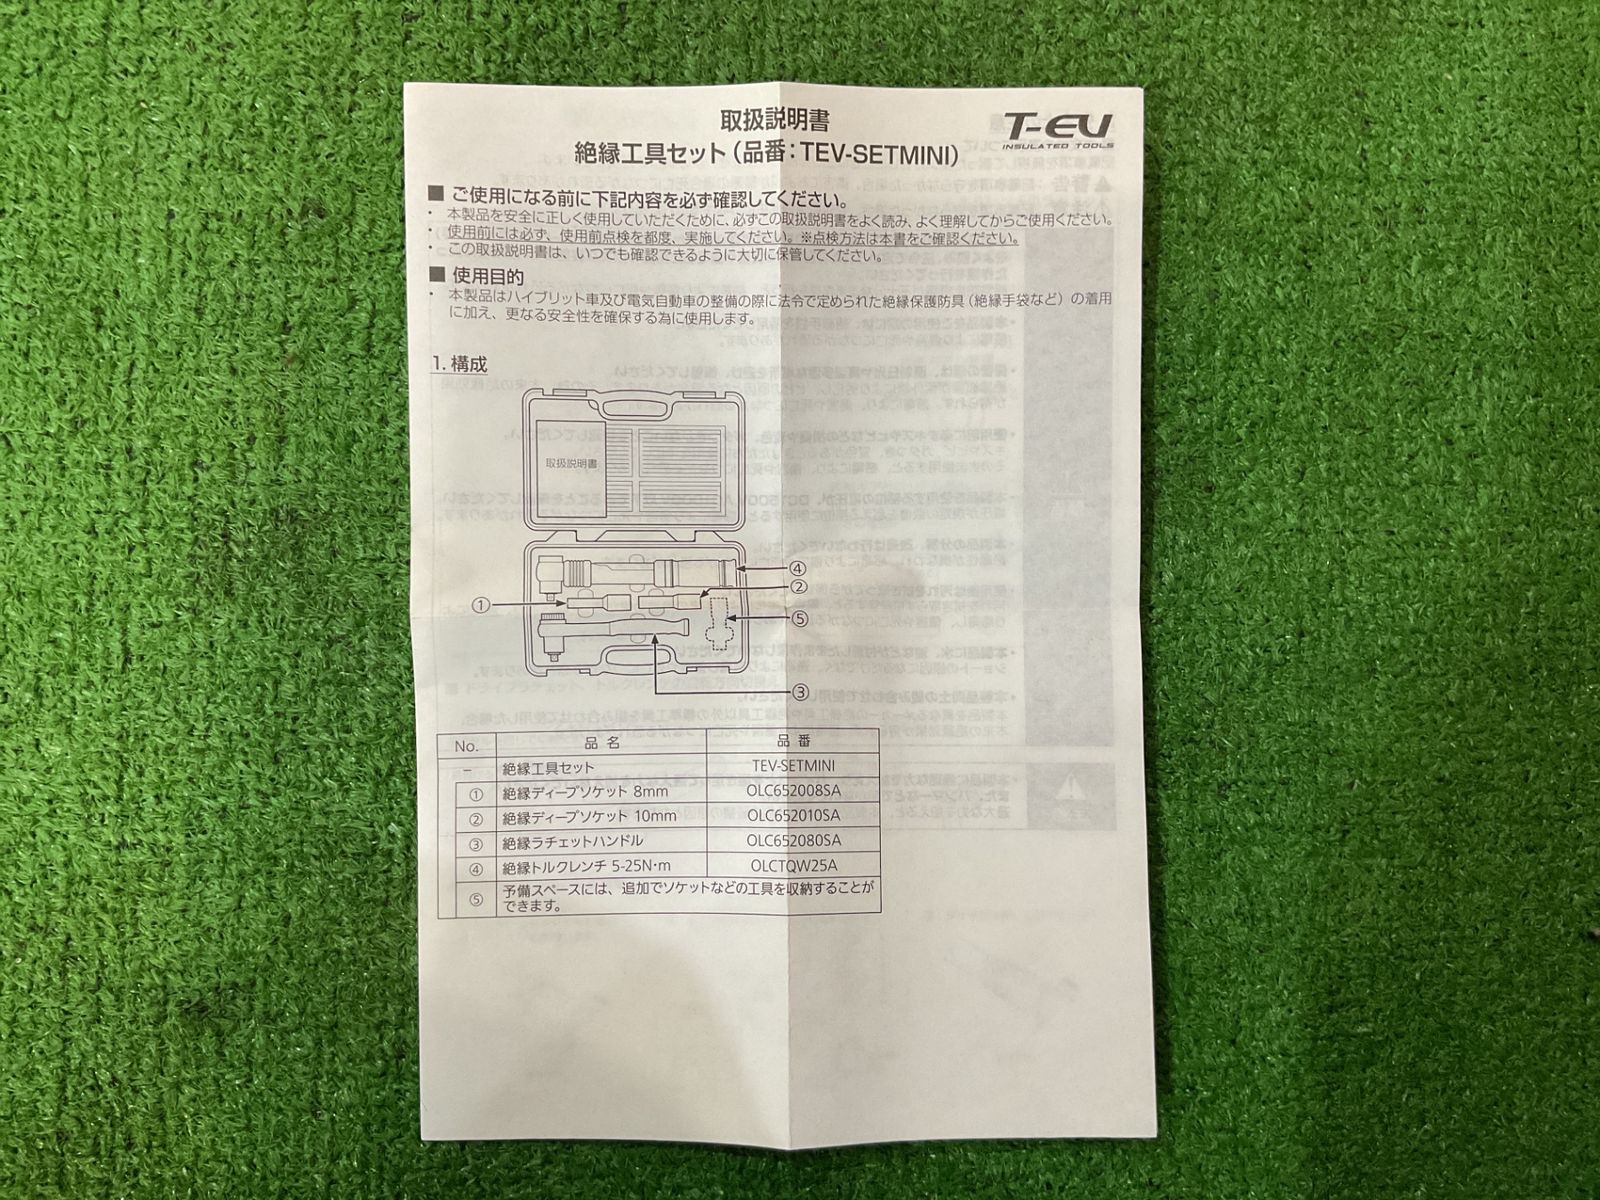 取扱説明書
T-EV
INSULATED TOOLS
絶縁工具セット（品番：TEV-SETMINI）
■ ご使用になる前に下記内容を必ず確認してください。
・ 本製品を安全に正しく使用していただくために、必ずこの取扱説明書をよく読み、よく理解してからご使用ください。
・ 使用前には必ず、使用前点検を都度、実施してください。※点検方法は本書をご確認ください。
・ この取扱説明書は、いつでも確認できるように大切に保管してください。
■ 使用目的
・ 本製品はハイブリット車及び電気自動車の整備の際に法令で定められた絶縁保護防具（絶縁手袋など）の着用
に加え、更なる安全性を確保する為に使用します。
1. 構成
取扱説明書
④
②
①
⑤
③
No. 品 名 品 番
− 絶縁工具セット TEV-SETMINI
① 絶縁ディープソケット 8mm OLC652008SA
② 絶縁ディープソケット 10mm OLC652010SA
③ 絶縁ラチェットハンドル OLC652080SA
④ 絶縁トルクレンチ 5-25N・m OLCTQW25A
⑤ 予備スペースには、追加でソケットなどの工具を収納することが
できます。